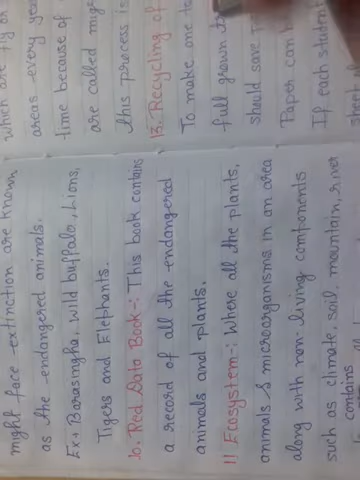 might face extinction are known
as the endangered animals.
Ex→ Barasingha, wild buffalo, Lions,
Tigers and Elephants.
10. Red Data Book-: This book contains
a record of all the endangered
animals and plants.
11 Ecosystem-: Where all the plants,
animals & microorganisms in an area
along with non-living components
such as climate, soil, mountain, river
contains
which are
areas every
time because of
are called
this process is
13. Recycling of
To make one
full grown
should save
Paper can
If each student